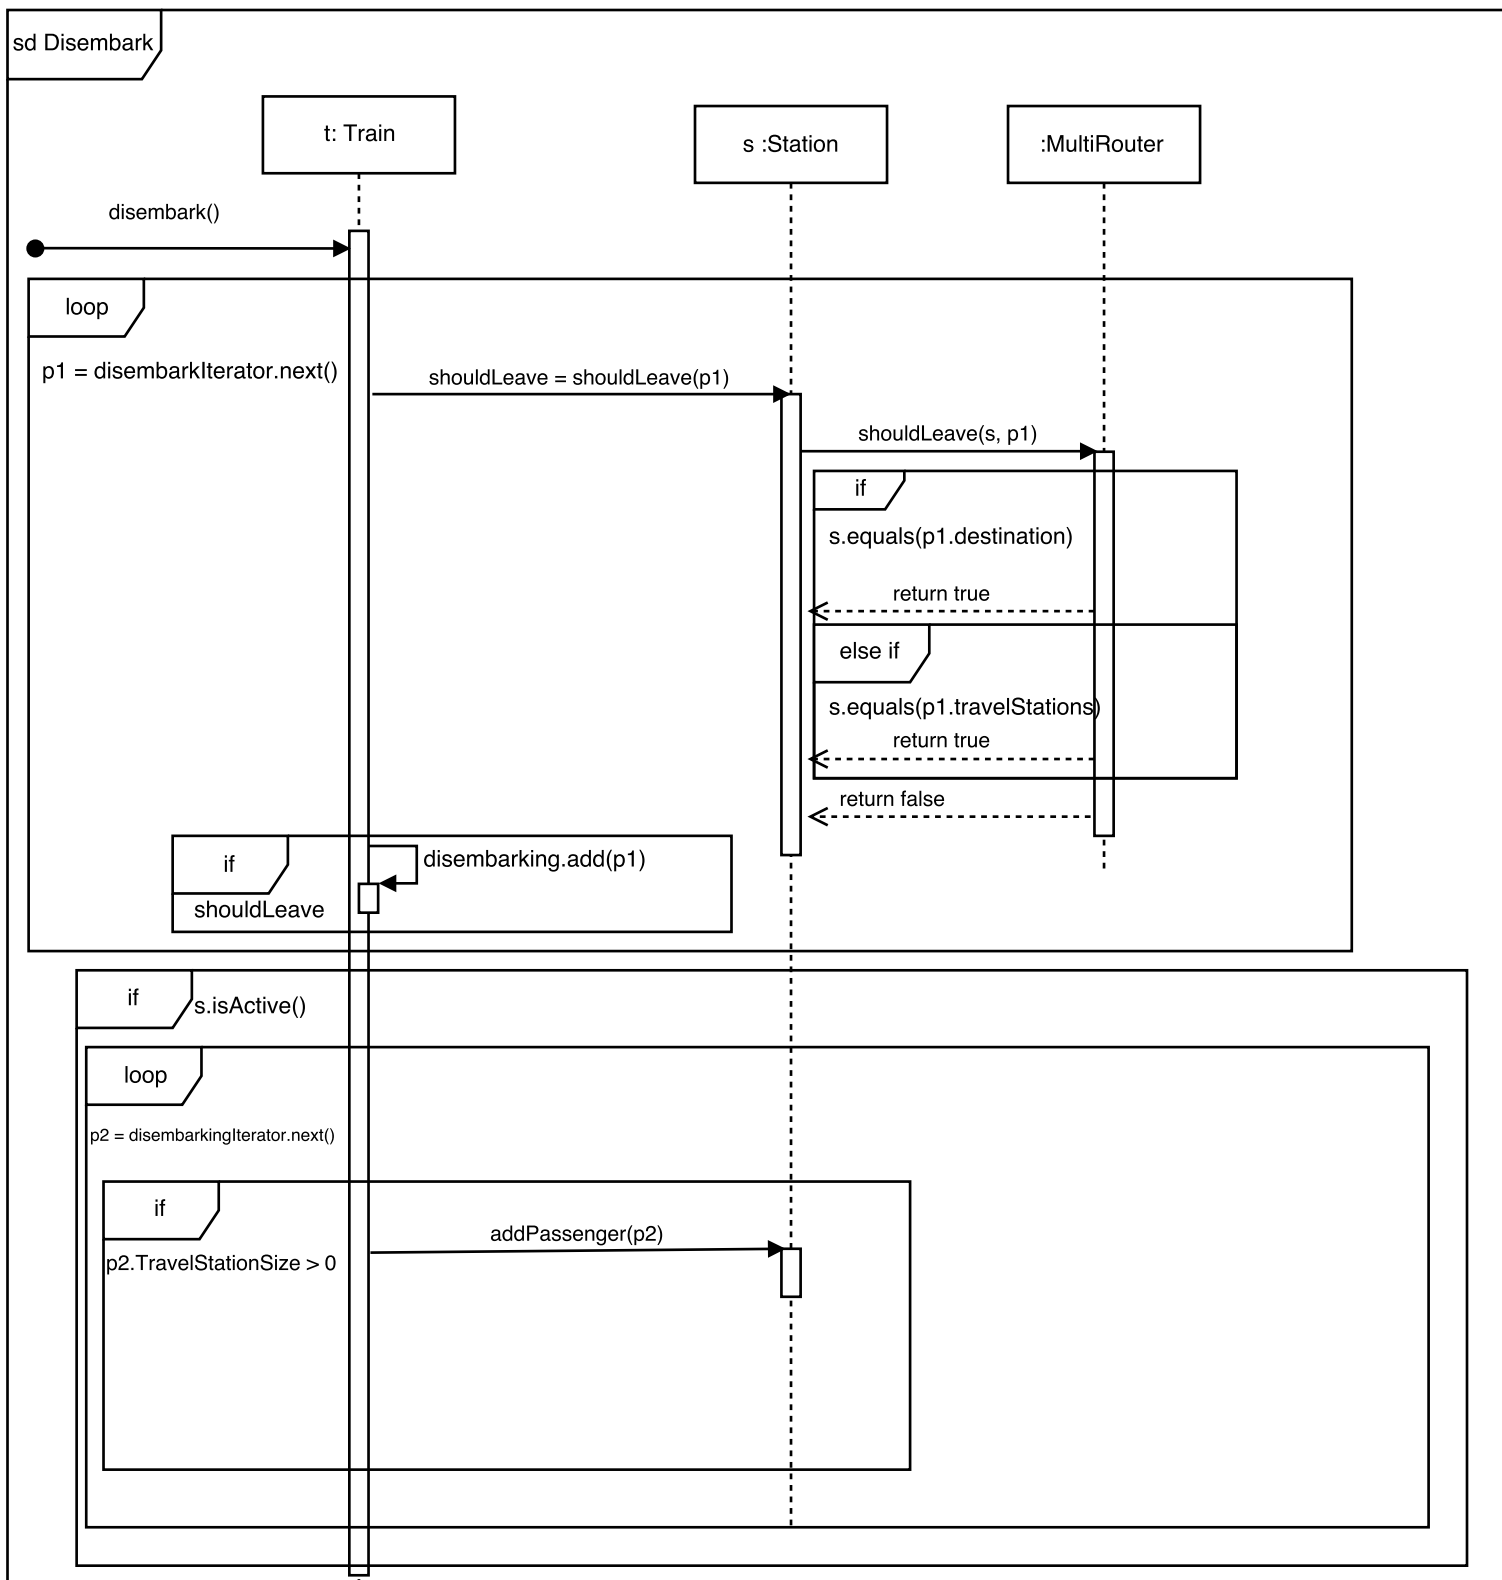 sd Disembark
t: Train
s :Station
:MultiRouter
disembark()
loop
p1 = disembarkIterator.next()
shouldLeave = shouldLeave(p1)
shouldLeave(s, p1)
if
s.equals(p1.destination)
return true
else if
s.equals(p1.travelStations)
return true
return false
if
disembarking.add(p1)
shouldLeave
if
s.isActive()
loop
p2 = disembarkingIterator.next()
if
addPassenger(p2)
p2.TravelStationSize > 0